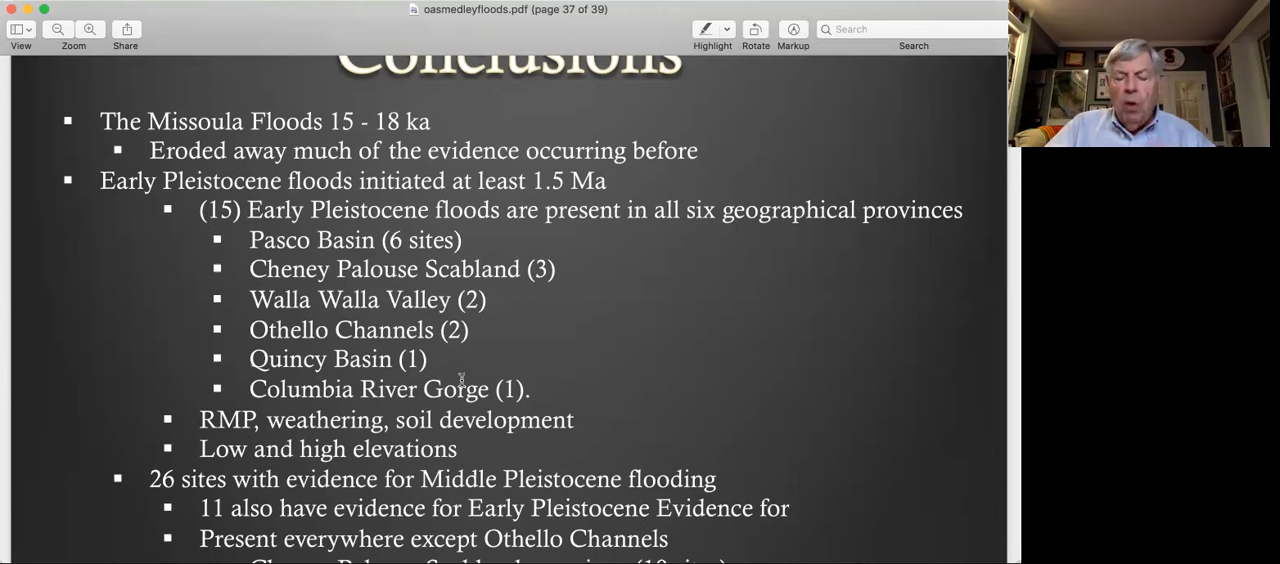 oasmedleyfloods.pdf (page 37 of 39)
View
Zoom
Share
Highlight
Rotate
Markup
Search
Search
Conclusions
The Missoula Floods 15 - 18 ka
Eroded away much of the evidence occurring before
Early Pleistocene floods initiated at least 1.5 Ma
(15) Early Pleistocene floods are present in all six geographical provinces
Pasco Basin (6 sites)
Cheney Palouse Scabland (3)
Walla Walla Valley (2)
Othello Channels (2)
Quincy Basin (1)
Columbia River Gorge (1).
RMP, weathering, soil development
Low and high elevations
26 sites with evidence for Middle Pleistocene flooding
11 also have evidence for Early Pleistocene Evidence for
Present everywhere except Othello Channels